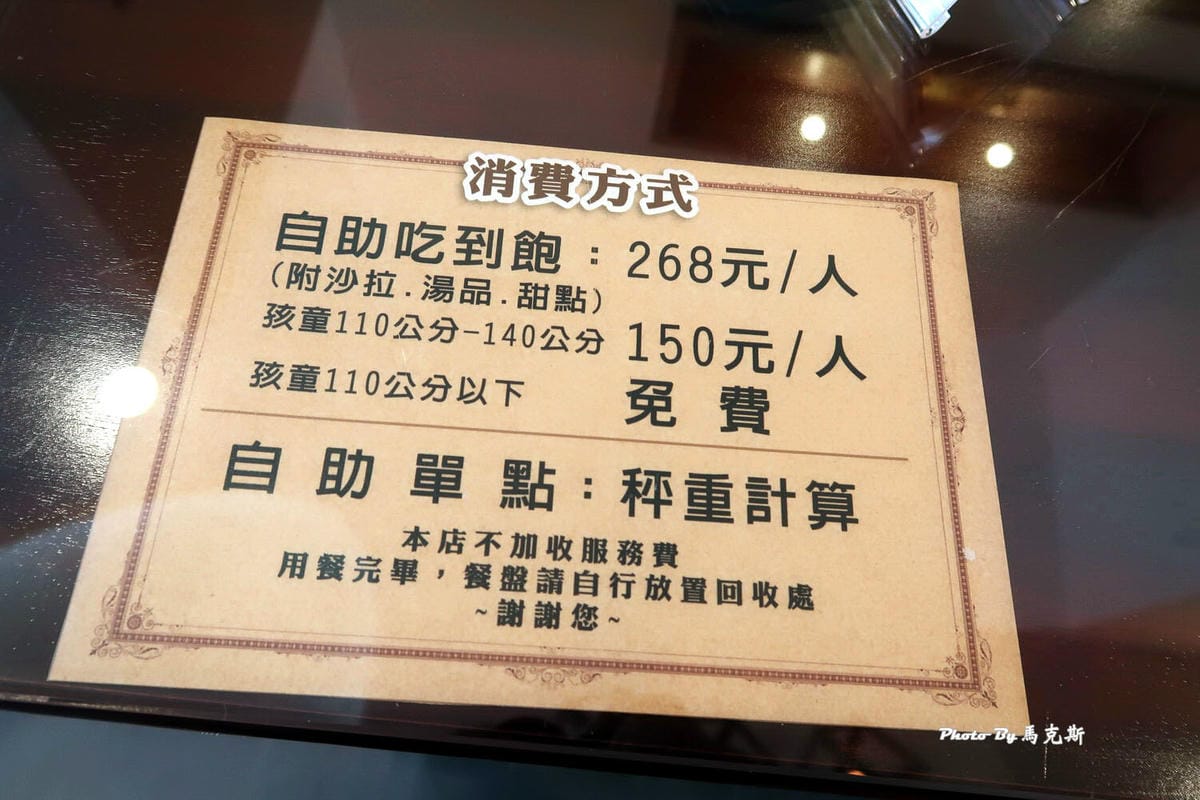 消費方式
自助吃到飽：268元/人
(附沙拉.湯品.甜點)
孩童110公分-140公分 150元/人
孩童110公分以下 免費
自助單點：秤重計算
本店不加收服務費
用餐完畢，餐盤請自行放置回收處
~謝謝您~
Photo By 馬克斯